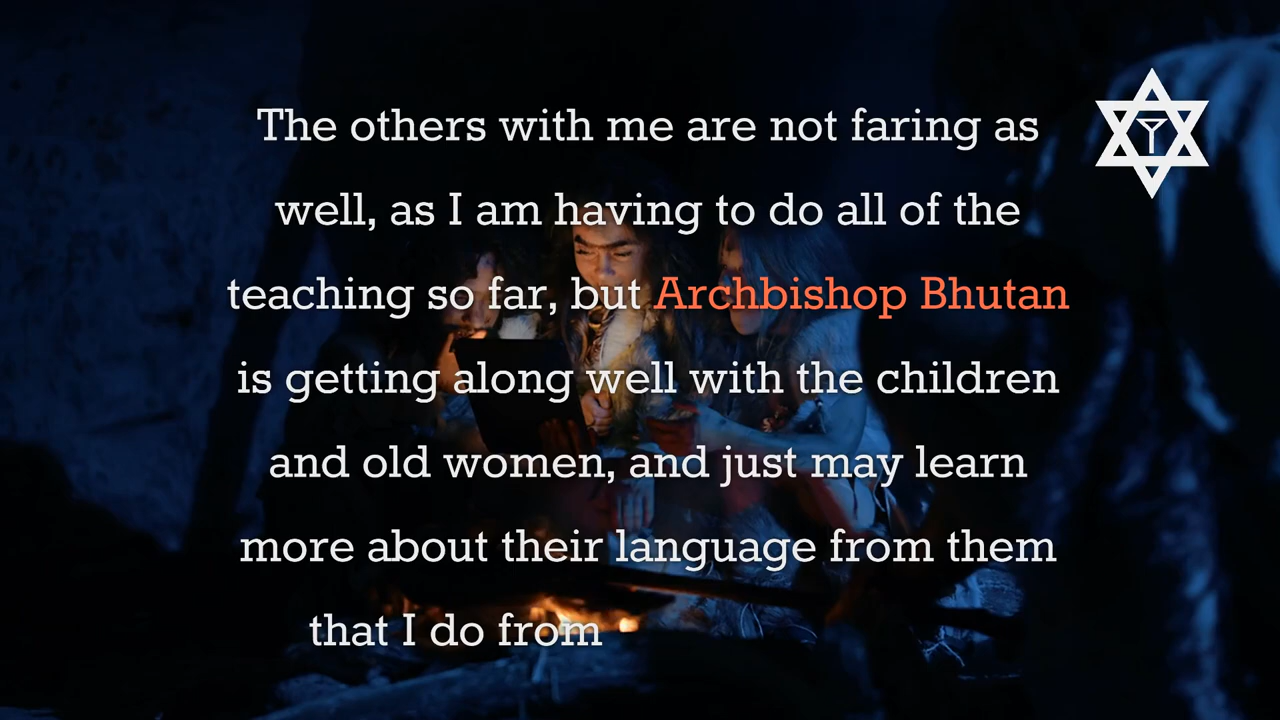 The others with me are not faring as
well, as I am having to do all of the
teaching so far, but Archbishop Bhutan
is getting along well with the children
and old women, and just may learn
more about their language from them
that I do from